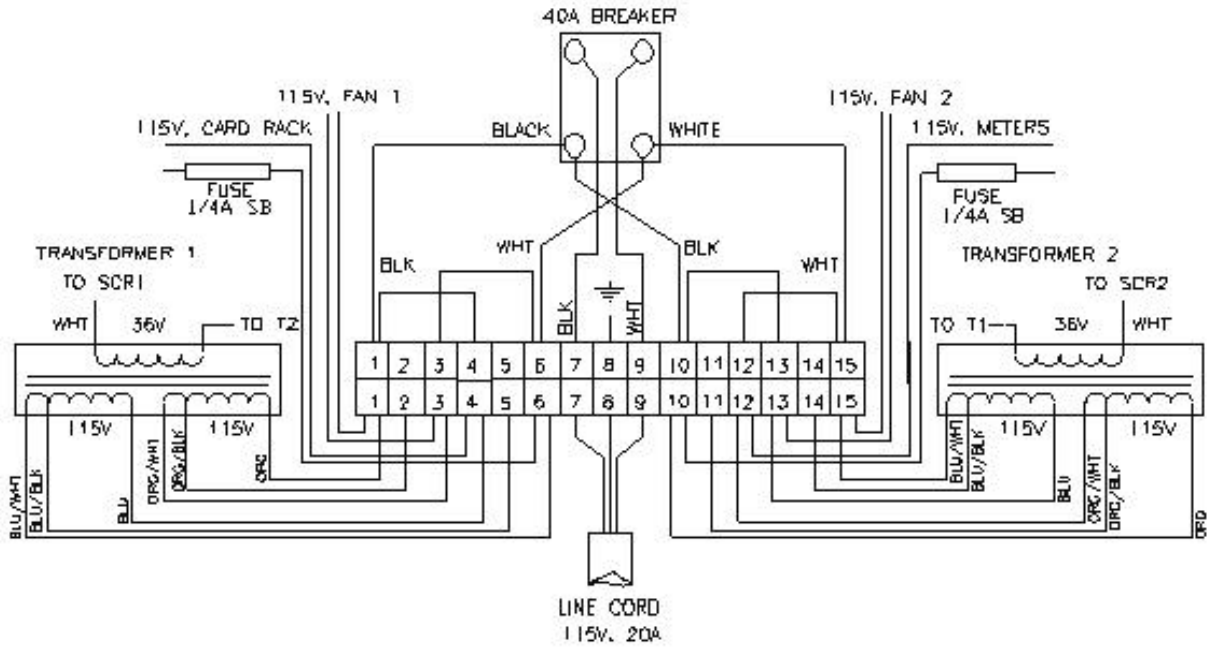 40A BREAKER
115V. FAN 1
115V. FAN 2
115V. CARD RACK
BLACK
WHITE
115V. METERS
FUSE
1/4A SB
FUSE
1/4A SB
TRANSFORMER 1
WHT
BLK
TRANSFORMER 2
BLK
WHT
TO SCR1
TO SCR2
WHT
36V
TO T2
BLK
WHT
TO T1
36V
WHT
1 2 3 4 5 6 7 8 9 10 11 12 13 14 15
1 2 3 4 5 6 7 8 9 10 11 12 13 14 15
115V
115V
115V
115V
BLU/WHT
BLU/BLK
BLU
ORG/WHT
ORG/BLK
ORG
BLU/WHT
BLU/BLK
BLU
ORG/WHT
ORG/BLK
ORG
LINE CORD
115V. 20A